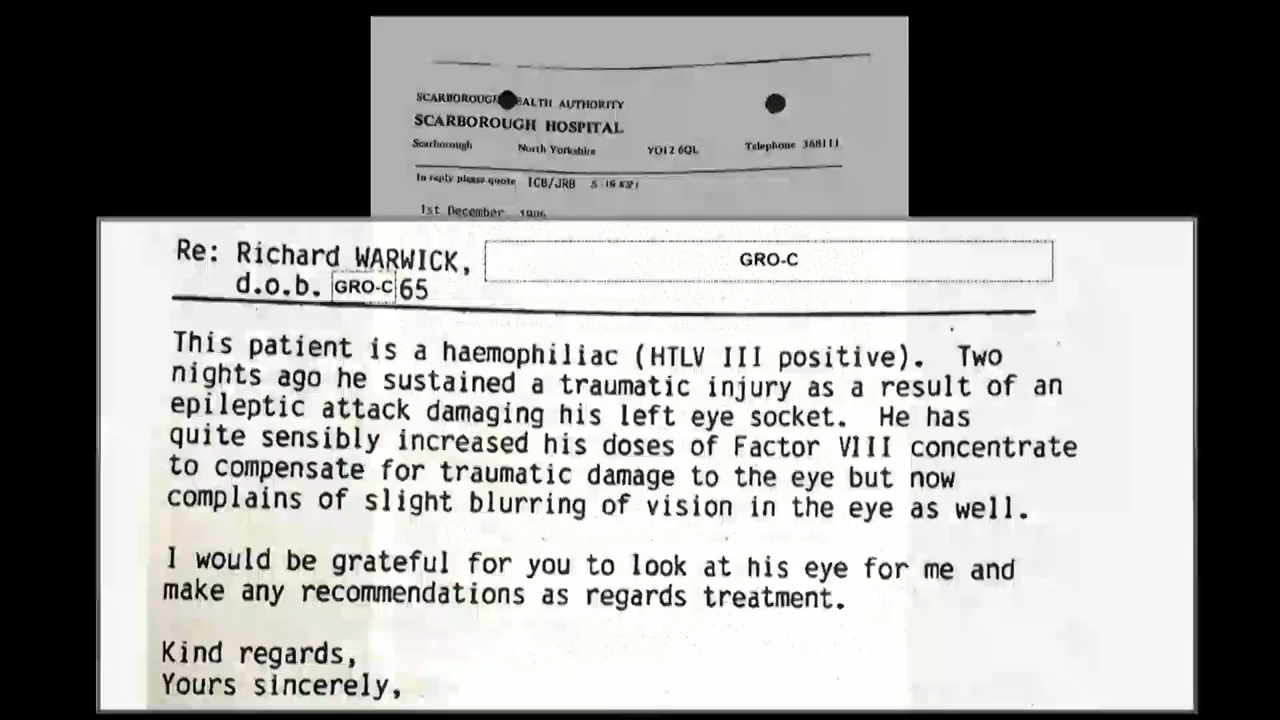 SCARBOROUGH HEALTH AUTHORITY
SCARBOROUGH HOSPITAL
Scarborough North Yorkshire YO12 6QL Telephone 368111
In reply please quote ICB/JRB
1st December
Re: Richard WARWICK, GRO-C
d.o.b. GRO-C 65
This patient is a haemophiliac (HTLV III positive). Two
nights ago he sustained a traumatic injury as a result of an
epileptic attack damaging his left eye socket. He has
quite sensibly increased his doses of Factor VIII concentrate
to compensate for traumatic damage to the eye but now
complains of slight blurring of vision in the eye as well.
I would be grateful for you to look at his eye for me and
make any recommendations as regards treatment.
Kind regards,
Yours sincerely,